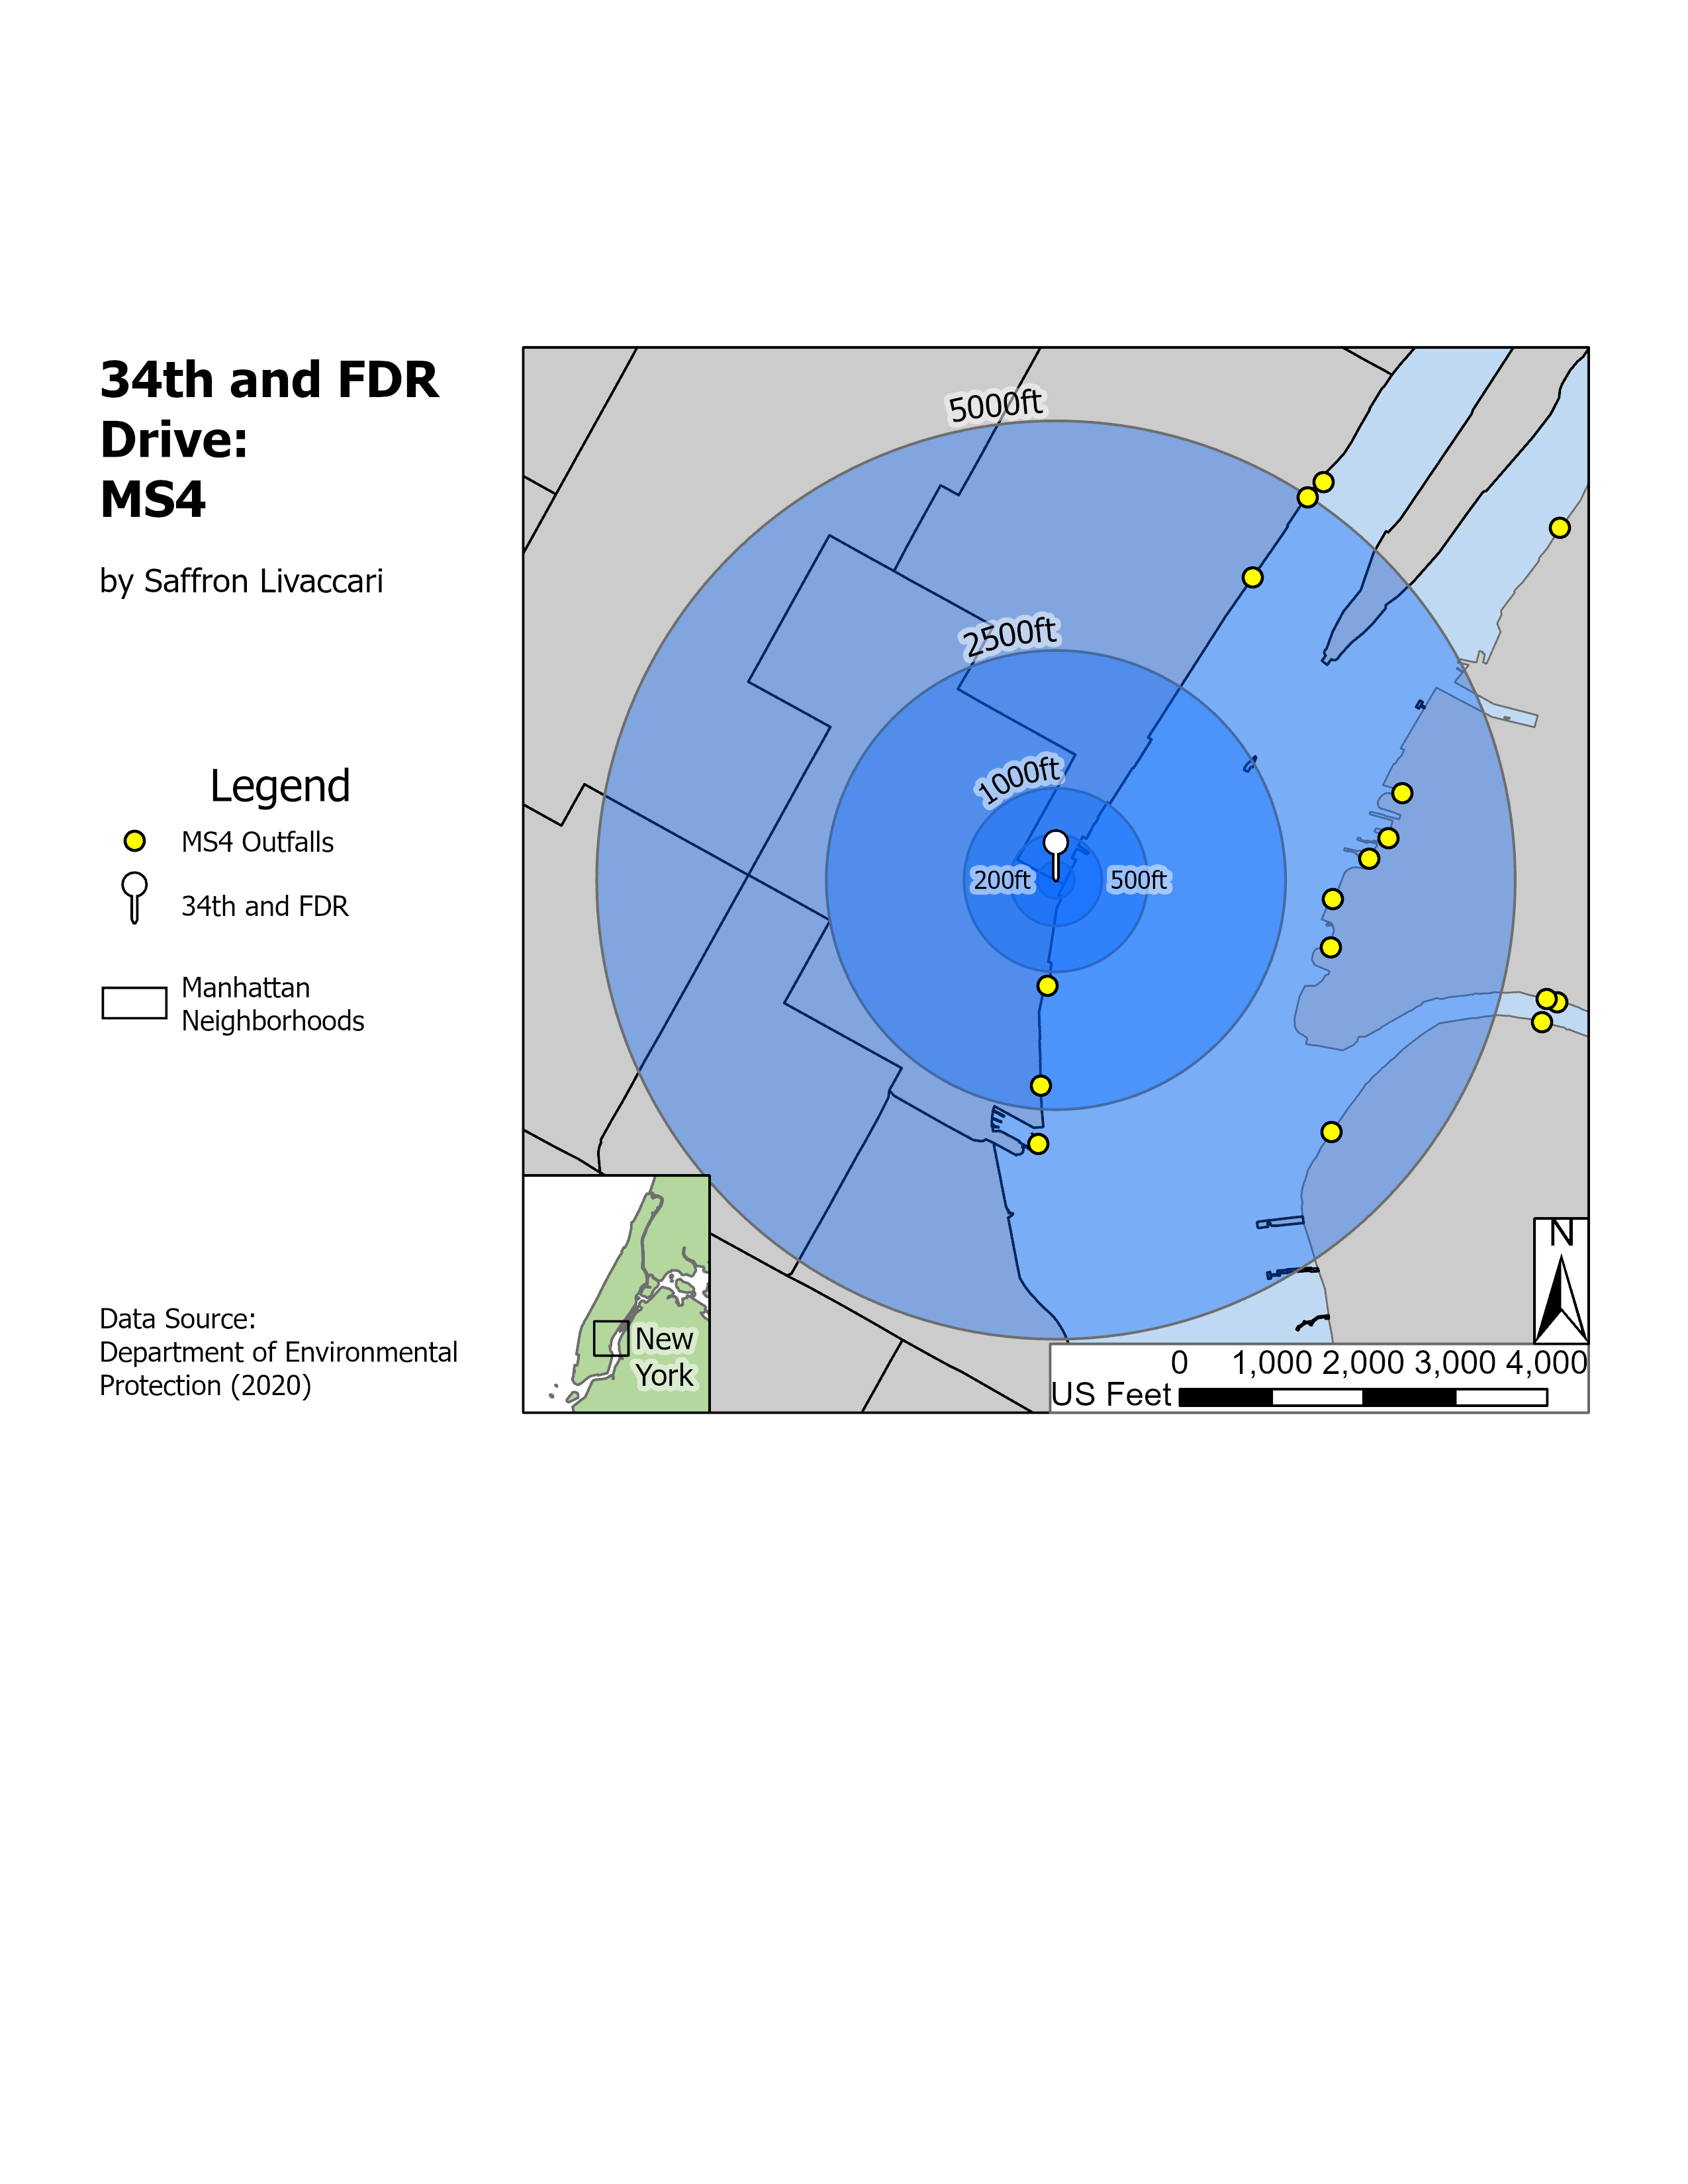 34th and FDR
Drive:
MS4
by Saffron Livaccari
Legend
MS4 Outfalls
34th and FDR
Manhattan
Neighborhoods
Data Source:
Department of Environmental
Protection (2020)
5000ft
2500ft
1000ft
200ft
500ft
New
York
N
0 1,000 2,000 3,000 4,000
US Feet